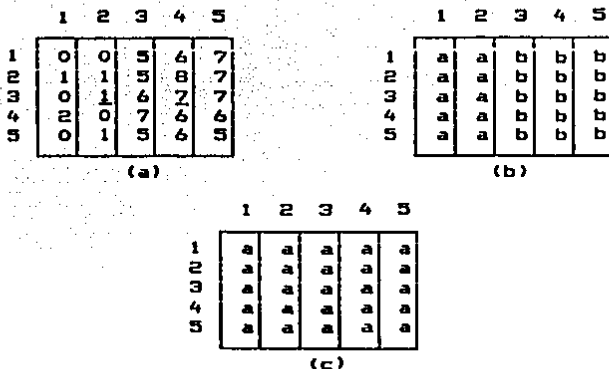 1 2 3 4 5
1 0 0 5 6 7
2 1 1 5 8 7
3 0 1 6 7 7
4 2 0 7 6 6
5 0 1 5 6 5
(a)
1 2 3 4 5
1 a a b b b
2 a a b b b
3 a a b b b
4 a a b b b
5 a a b b b
(b)
1 2 3 4 5
1 a a a a a
2 a a a a a
3 a a a a a
4 a a a a a
5 a a a a a
(c)